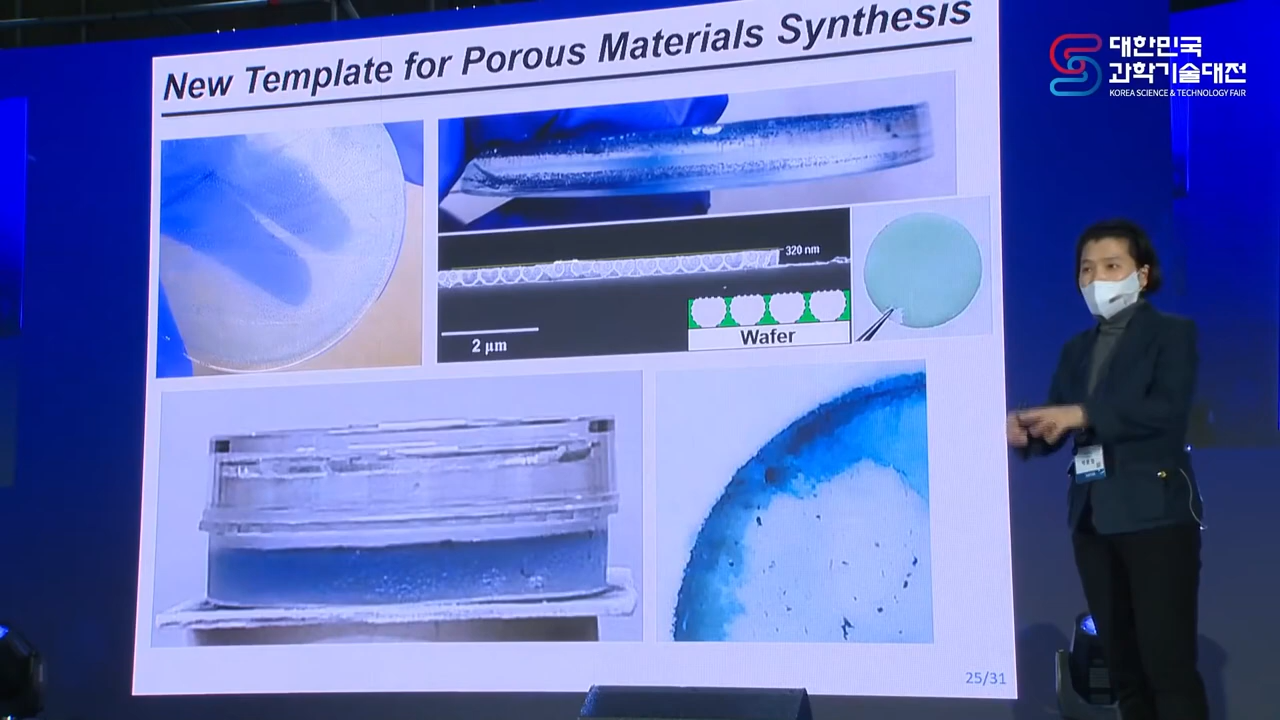 New Template for Porous Materials Synthesis
대한민국
과학기술대전
KOREA SCIENCE & TECHNOLOGY FAIR
320 nm
2 μm
Wafer
25/31